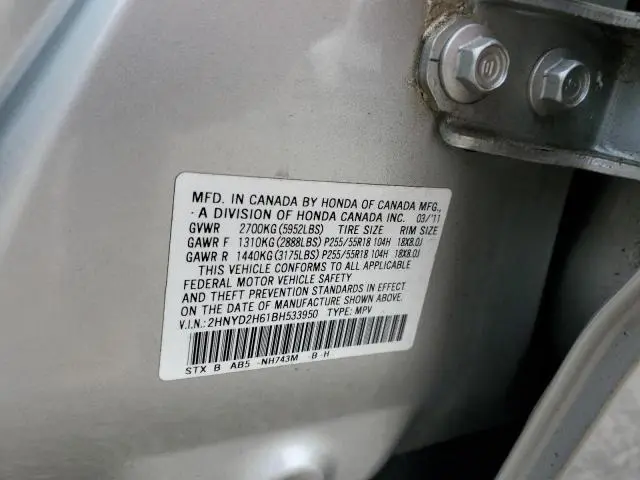 MFD. IN CANADA BY HONDA OF CANADA MFG.,
A DIVISION OF HONDA CANADA INC. 03/'11
GVWR 2700KG(5952LBS) TIRE SIZE RIM SIZE
GAWR F 1310KG(2888LBS) P255/55R18 104H 18X8.0J
GAWR R 1440KG(3175LBS) P255/55R18 104H 18X8.0J
THIS VEHICLE CONFORMS TO ALL APPLICABLE
FEDERAL MOTOR VEHICLE SAFETY
AND THEFT PREVENTION STANDARDS IN EFFECT
ON THE DATE OF MANUFACTURE SHOWN ABOVE.
V.I.N.: 2HNYD2H61BH533950 TYPE: MPV
STX B AB5 -NH743M -B-H